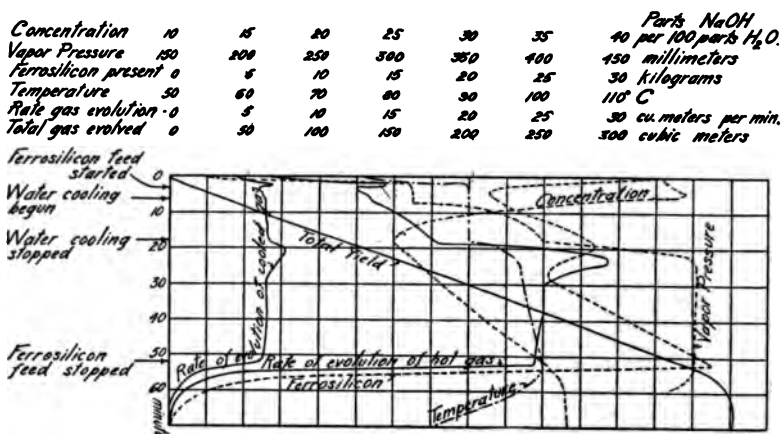 Parts NaOH
Concentration 10 15 20 25 30 35 40 per 100 parts H2O.
Vapor Pressure 150 200 250 300 350 400 450 millimeters
Ferrosilicon present 0 5 10 15 20 25 30 kilograms
Temperature 50 60 70 80 90 100 110° C
Rate gas evolution - 0 5 10 15 20 25 30 cu. meters per min.
Total gas evolved 0 50 100 150 200 250 300 cubic meters
Ferrosilicon feed started
Water cooling begun
Water cooling stopped
Ferrosilicon feed stopped
0
10
20
30
40
50
60
Concentration
Total Yield
Vapor Pressure
Rate of evolution of cooled gas
Rate of evolution of hot gas
Ferrosilicon
Temperature